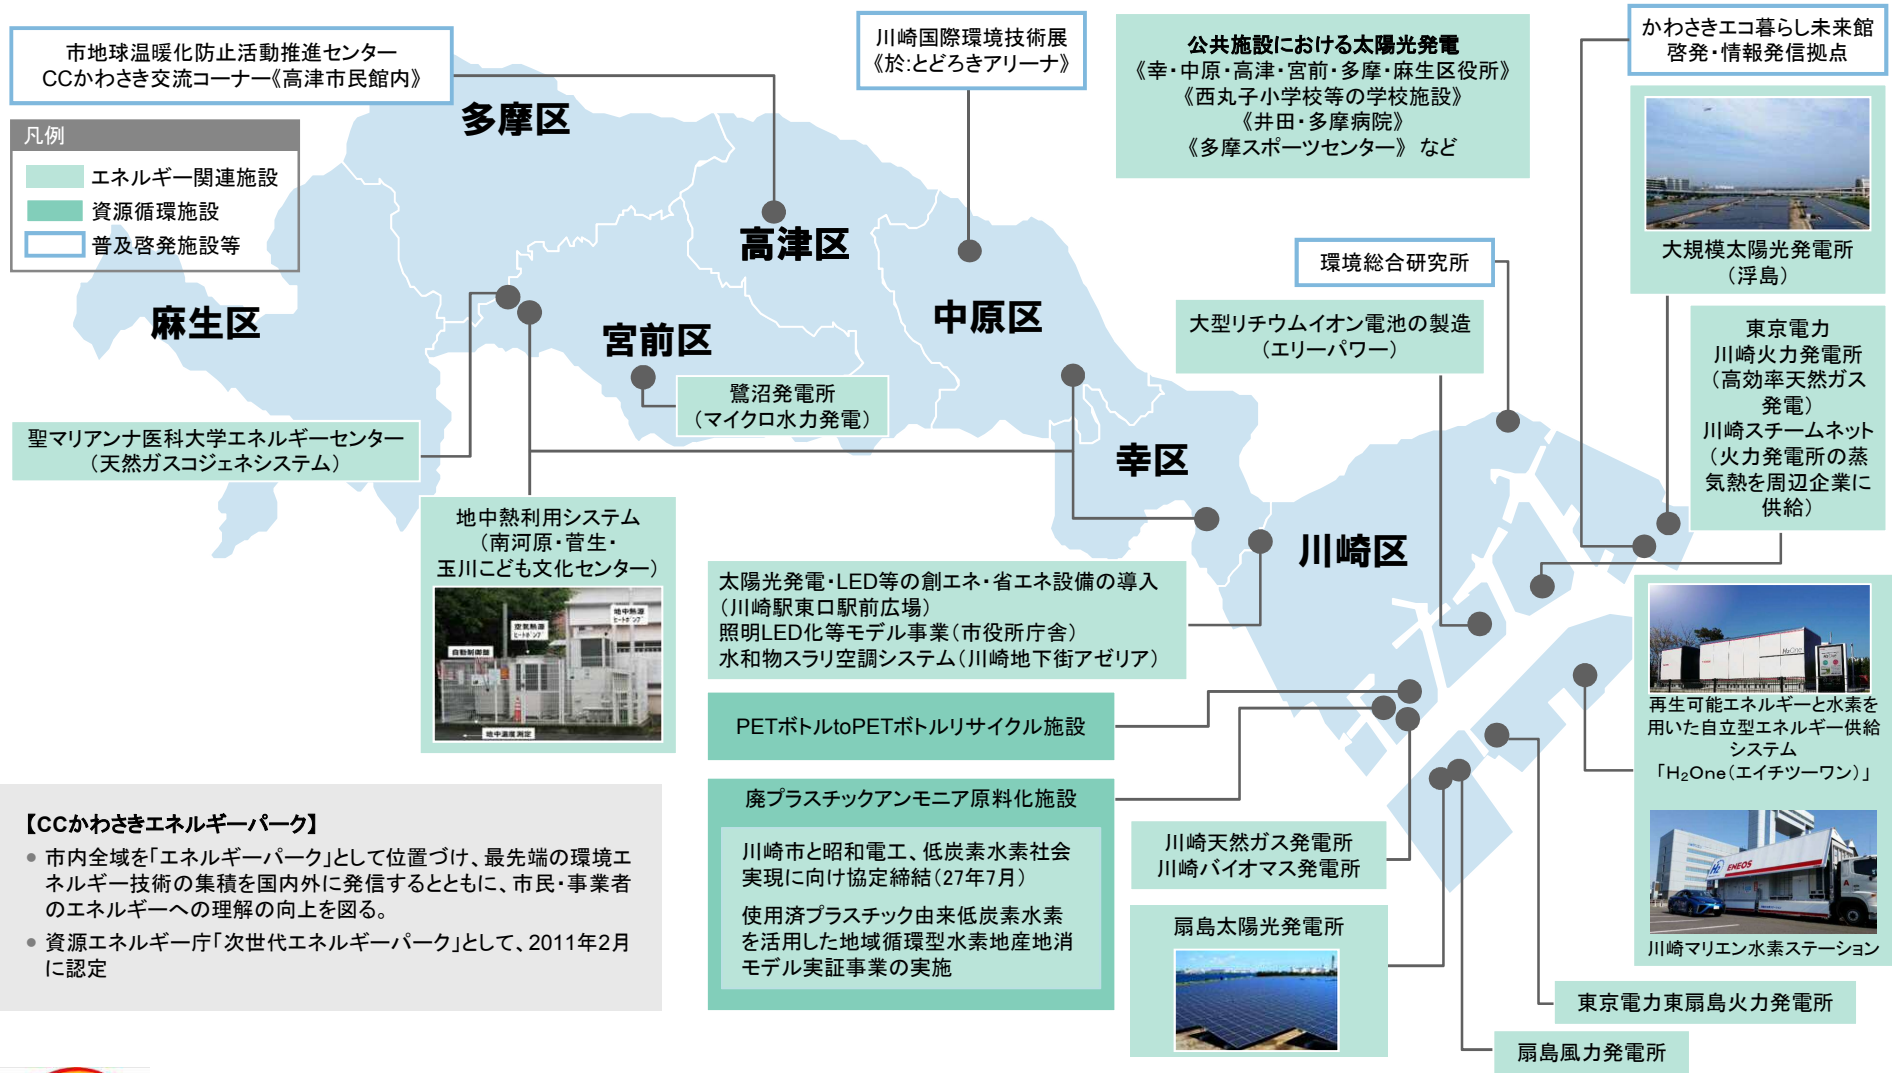 市地球温暖化防止活動推進センター
CCかわさき交流コーナー《高津市民館内》
川崎国際環境技術展
《於:とどろきアリーナ》
公共施設における太陽光発電
《幸・中原・高津・宮前・多摩・麻生区役所》
《西丸子小学校等の学校施設》
《井田・多摩病院》
《多摩スポーツセンター》 など
かわさきエコ暮らし未来館
啓発・情報発信拠点
凡例
エネルギー関連施設
資源循環施設
普及啓発施設等
多摩区
高津区
麻生区
宮前区
中原区
幸区
川崎区
大規模太陽光発電所
（浮島）
環境総合研究所
大型リチウムイオン電池の製造
（エリーパワー）
東京電力
川崎火力発電所
（高効率天然ガス
発電）
川崎スチームネット
（火力発電所の蒸
気熱を周辺企業に
供給）
鷺沼発電所
（マイクロ水力発電）
聖マリアンナ医科大学エネルギーセンター
（天然ガスコジェネシステム）
地中熱利用システム
（南河原・菅生・
玉川こども文化センター）
地中熱源
ヒートポンプ
空気熱源
ヒートポンプ
自動制御盤
地中温度測定
太陽光発電・LED等の創エネ・省エネ設備の導入
（川崎駅東口駅前広場）
照明LED化等モデル事業（市役所庁舎）
水和物スラリ空調システム（川崎地下街アゼリア）
PETボトルtoPETボトルリサイクル施設
廃プラスチックアンモニア原料化施設
川崎市と昭和電工、低炭素水素社会
実現に向け協定締結（27年7月）
使用済プラスチック由来低炭素水素
を活用した地域循環型水素地産地消
モデル実証事業の実施
H₂One
再生可能エネルギーと水素を
用いた自立型エネルギー供給
システム
「H₂One（エイチツーワン）」
H2 ENEOS
川崎マリエン水素ステーション
川崎天然ガス発電所
川崎バイオマス発電所
扇島太陽光発電所
東京電力東扇島火力発電所
扇島風力発電所
【CCかわさきエネルギーパーク】
• 市内全域を「エネルギーパーク」として位置づけ、最先端の環境エ
ネルギー技術の集積を国内外に発信するとともに、市民・事業者
のエネルギーへの理解の向上を図る。
• 資源エネルギー庁「次世代エネルギーパーク」として、2011年2月
に認定